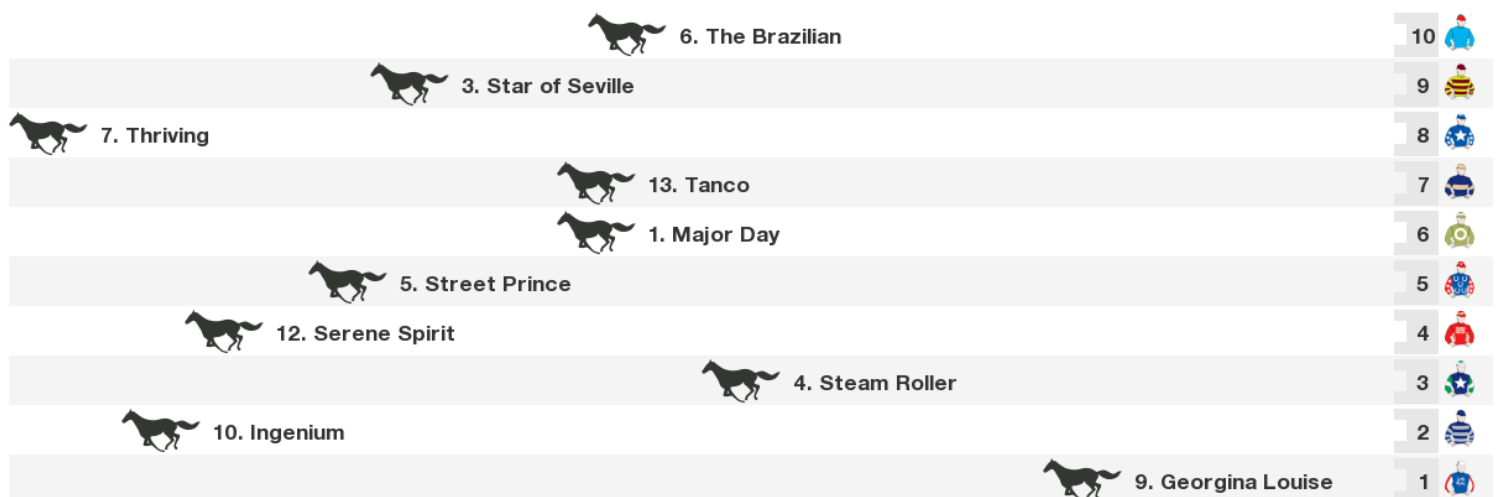 6. The Brazilian 10
3. Star of Seville 9
7. Thriving 8
13. Tanco 7
1. Major Day 6
5. Street Prince 5
12. Serene Spirit 4
4. Steam Roller 3
10. Ingenium 2
9. Georgina Louise 1